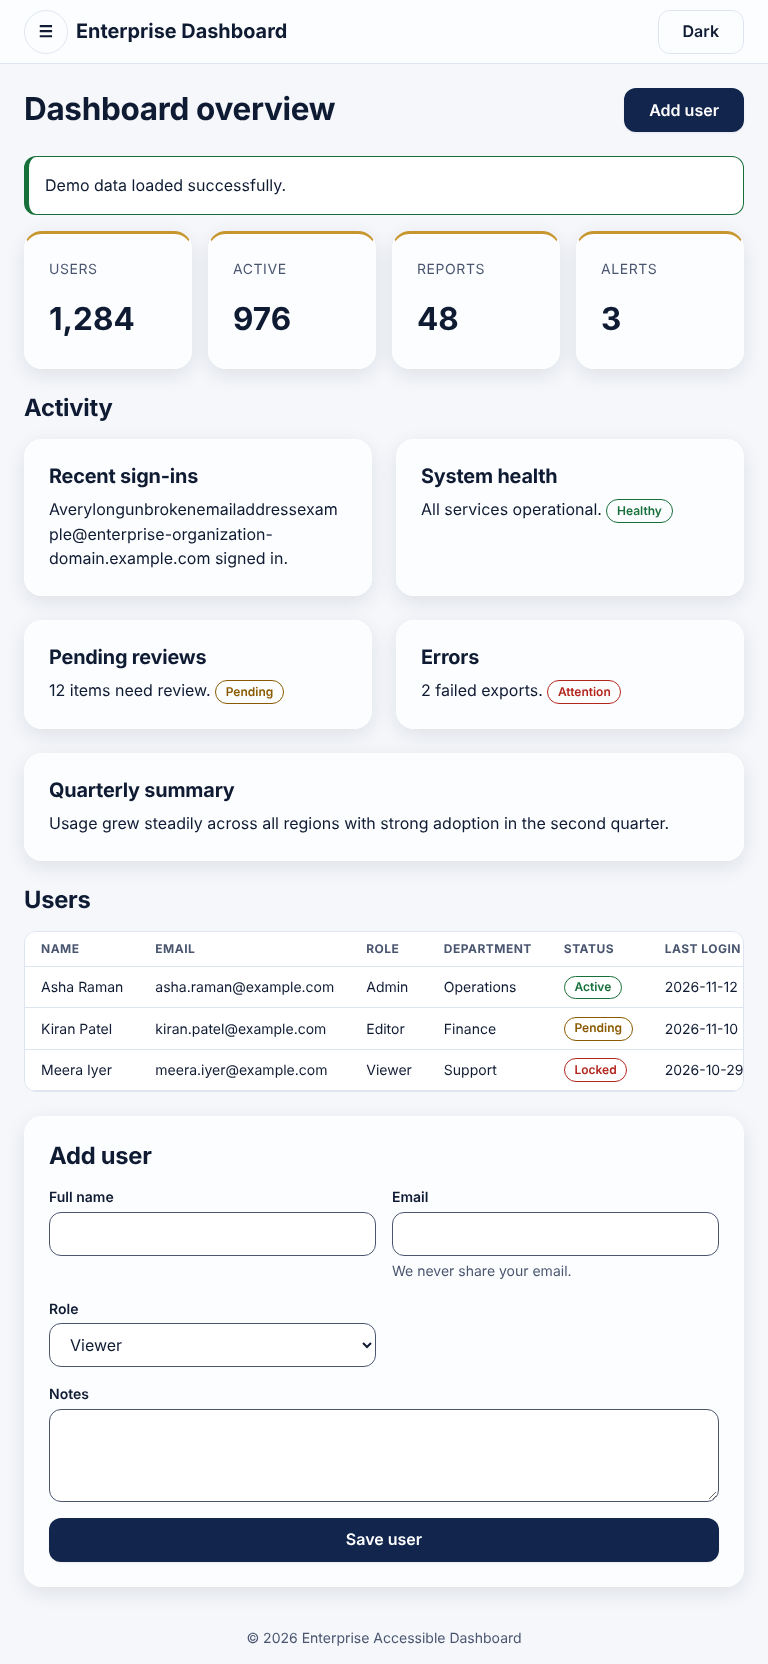 ☰ Enterprise Dashboard Dark
Dashboard overview Add user
Demo data loaded successfully.
USERS ACTIVE REPORTS ALERTS
1,284 976 48 3
Activity
Recent sign-ins
Averylongunbrokenemailaddressexam
ple@enterprise-organization-
domain.example.com signed in.
System health
All services operational. Healthy
Pending reviews
12 items need review. Pending
Errors
2 failed exports. Attention
Quarterly summary
Usage grew steadily across all regions with strong adoption in the second quarter.
Users
NAME EMAIL ROLE DEPARTMENT STATUS LAST LOGIN
Asha Raman asha.raman@example.com Admin Operations Active 2026-11-12
Kiran Patel kiran.patel@example.com Editor Finance Pending 2026-11-10
Meera Iyer meera.iyer@example.com Viewer Support Locked 2026-10-29
Add user
Full name Email
We never share your email.
Role
Viewer
Notes
Save user
© 2026 Enterprise Accessible Dashboard